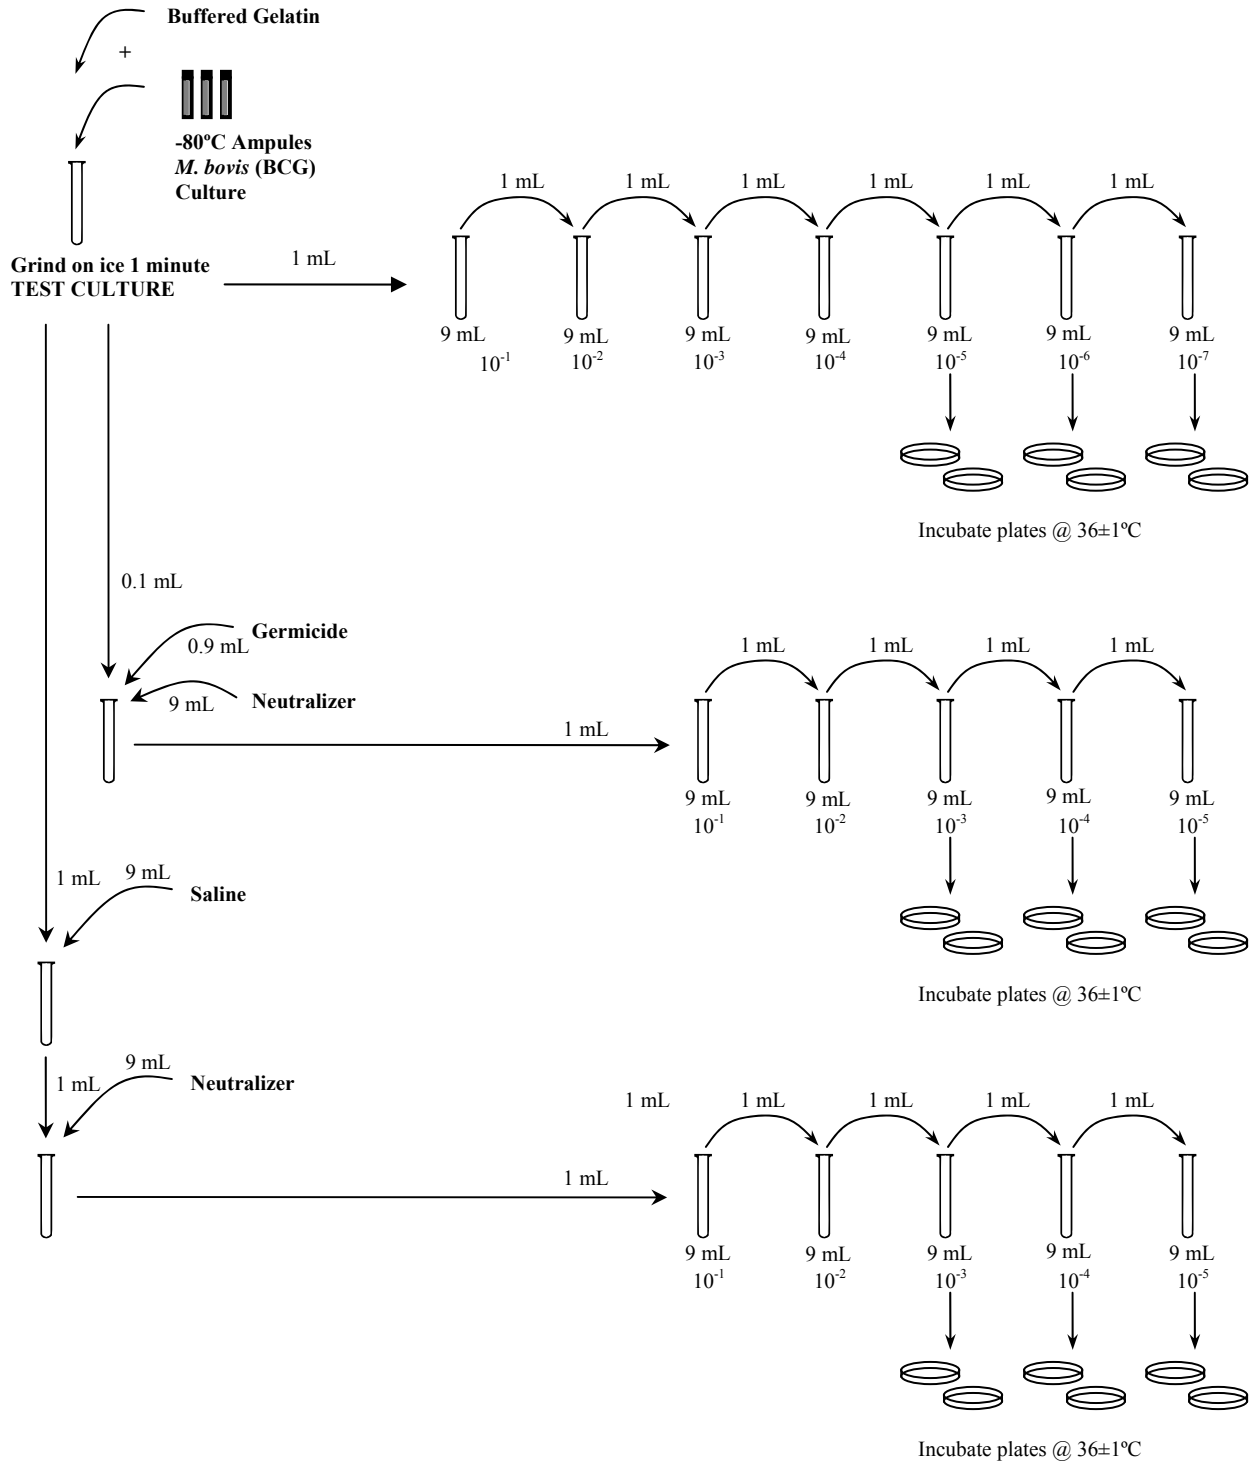 Buffered Gelatin
+
-80ºC Ampules
M. bovis (BCG)
Culture
Grind on ice 1 minute
TEST CULTURE
1 mL
1 mL 1 mL 1 mL 1 mL 1 mL 1 mL
9 mL 9 mL 9 mL 9 mL 9 mL 9 mL 9 mL
10⁻¹ 10⁻² 10⁻³ 10⁻⁴ 10⁻⁵ 10⁻⁶ 10⁻⁷
Incubate plates @ 36±1ºC
0.1 mL
Germicide
0.9 mL
Neutralizer
9 mL
1 mL
1 mL 1 mL 1 mL 1 mL
9 mL 9 mL 9 mL 9 mL 9 mL
10⁻¹ 10⁻² 10⁻³ 10⁻⁴ 10⁻⁵
Incubate plates @ 36±1ºC
1 mL 9 mL
Saline
1 mL 9 mL
Neutralizer
1 mL
1 mL 1 mL 1 mL 1 mL 1 mL
9 mL 9 mL 9 mL 9 mL 9 mL
10⁻¹ 10⁻² 10⁻³ 10⁻⁴ 10⁻⁵
Incubate plates @ 36±1ºC